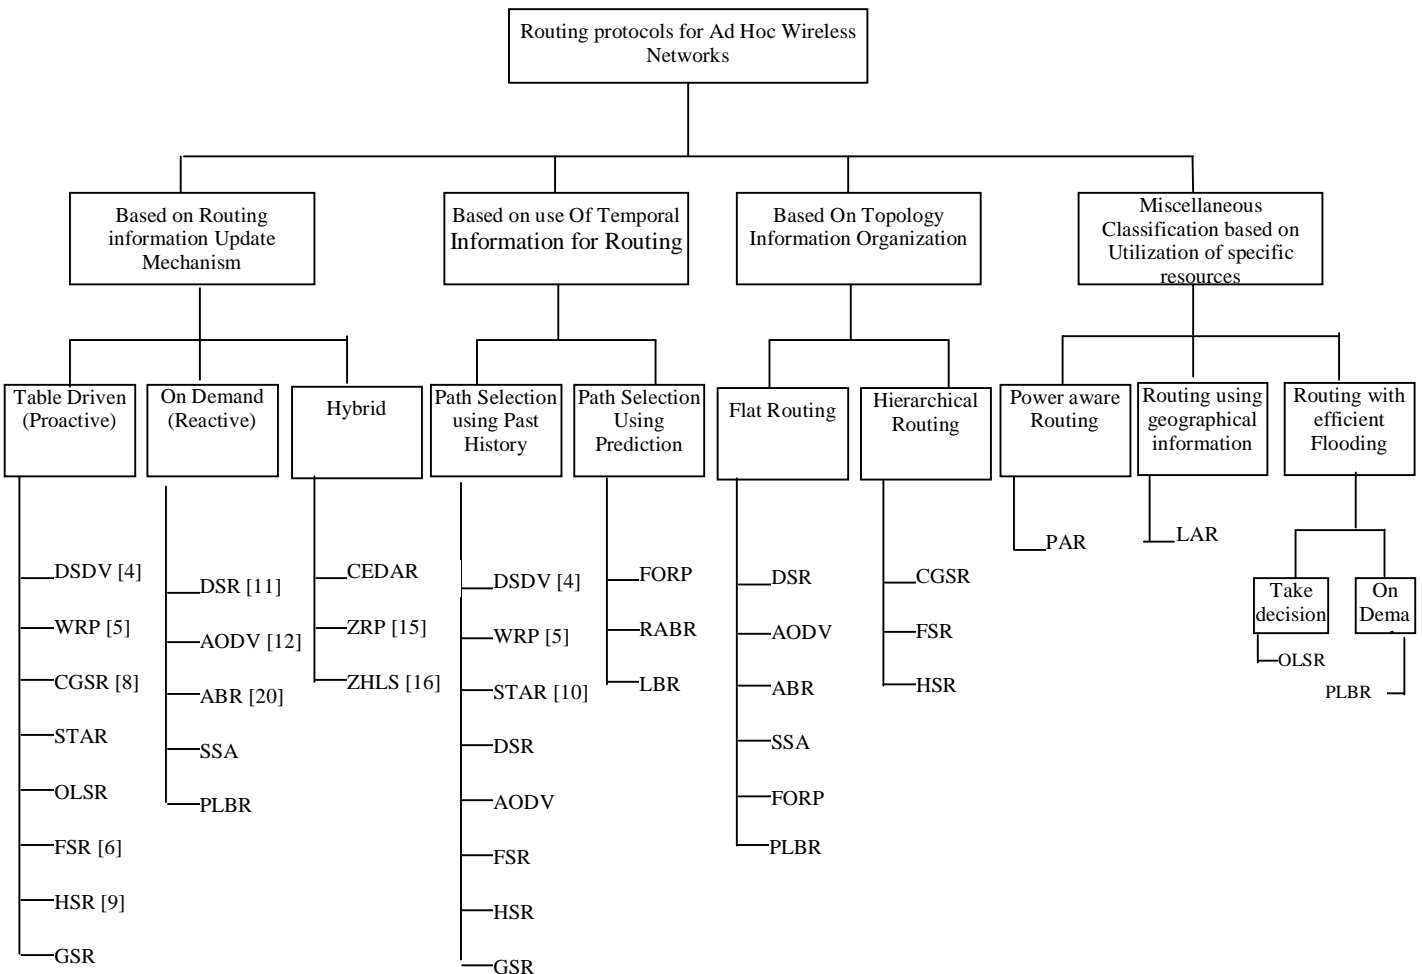 Routing protocols for Ad Hoc Wireless
Networks
Based on Routing
information Update
Mechanism
Based on use Of Temporal
Information for Routing
Based On Topology
Information Organization
Miscellaneous
Classification based on
Utilization of specific
resources
Table Driven
(Proactive)
On Demand
(Reactive)
Hybrid
Path Selection
using Past
History
Path Selection
Using
Prediction
Flat Routing
Hierarchical
Routing
Power aware
Routing
Routing using
geographical
information
Routing with
efficient
Flooding
DSDV [4]
WRP [5]
CGSR [8]
STAR
OLSR
FSR [6]
HSR [9]
GSR
DSR [11]
AODV [12]
ABR [20]
SSA
PLBR
CEDAR
ZRP [15]
ZHLS [16]
DSDV [4]
WRP [5]
STAR [10]
DSR
AODV
FSR
HSR
GSR
FORP
RABR
LBR
DSR
AODV
ABR
SSA
FORP
PLBR
CGSR
FSR
HSR
PAR
LAR
Take
decision
OLSR
On
Dema
PLBR